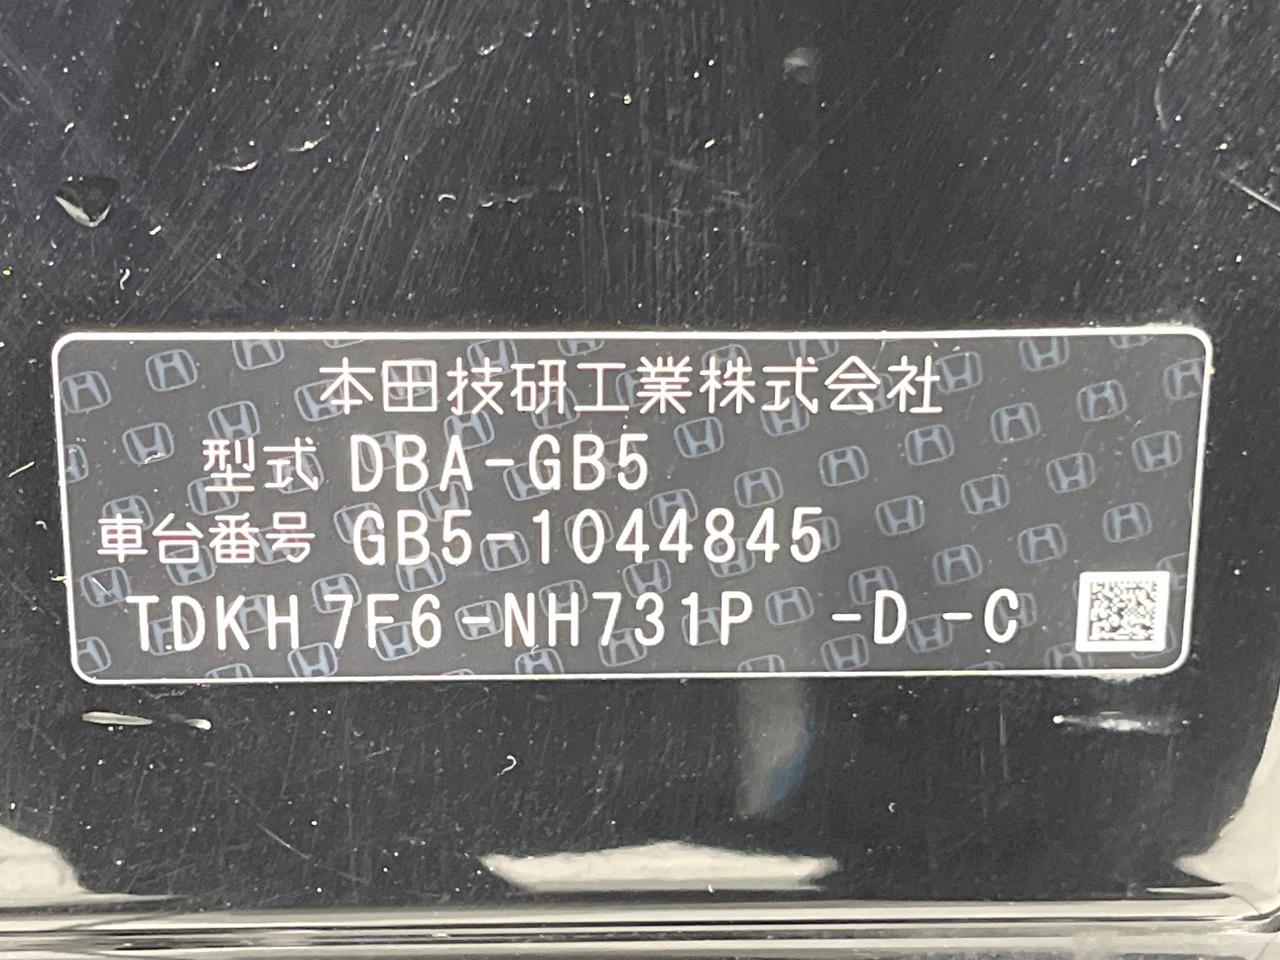 本田技研工業株式会社
型式 DBA-GB5
車台番号 GB5-1044845
TDKH7F6-NH731P -D-C